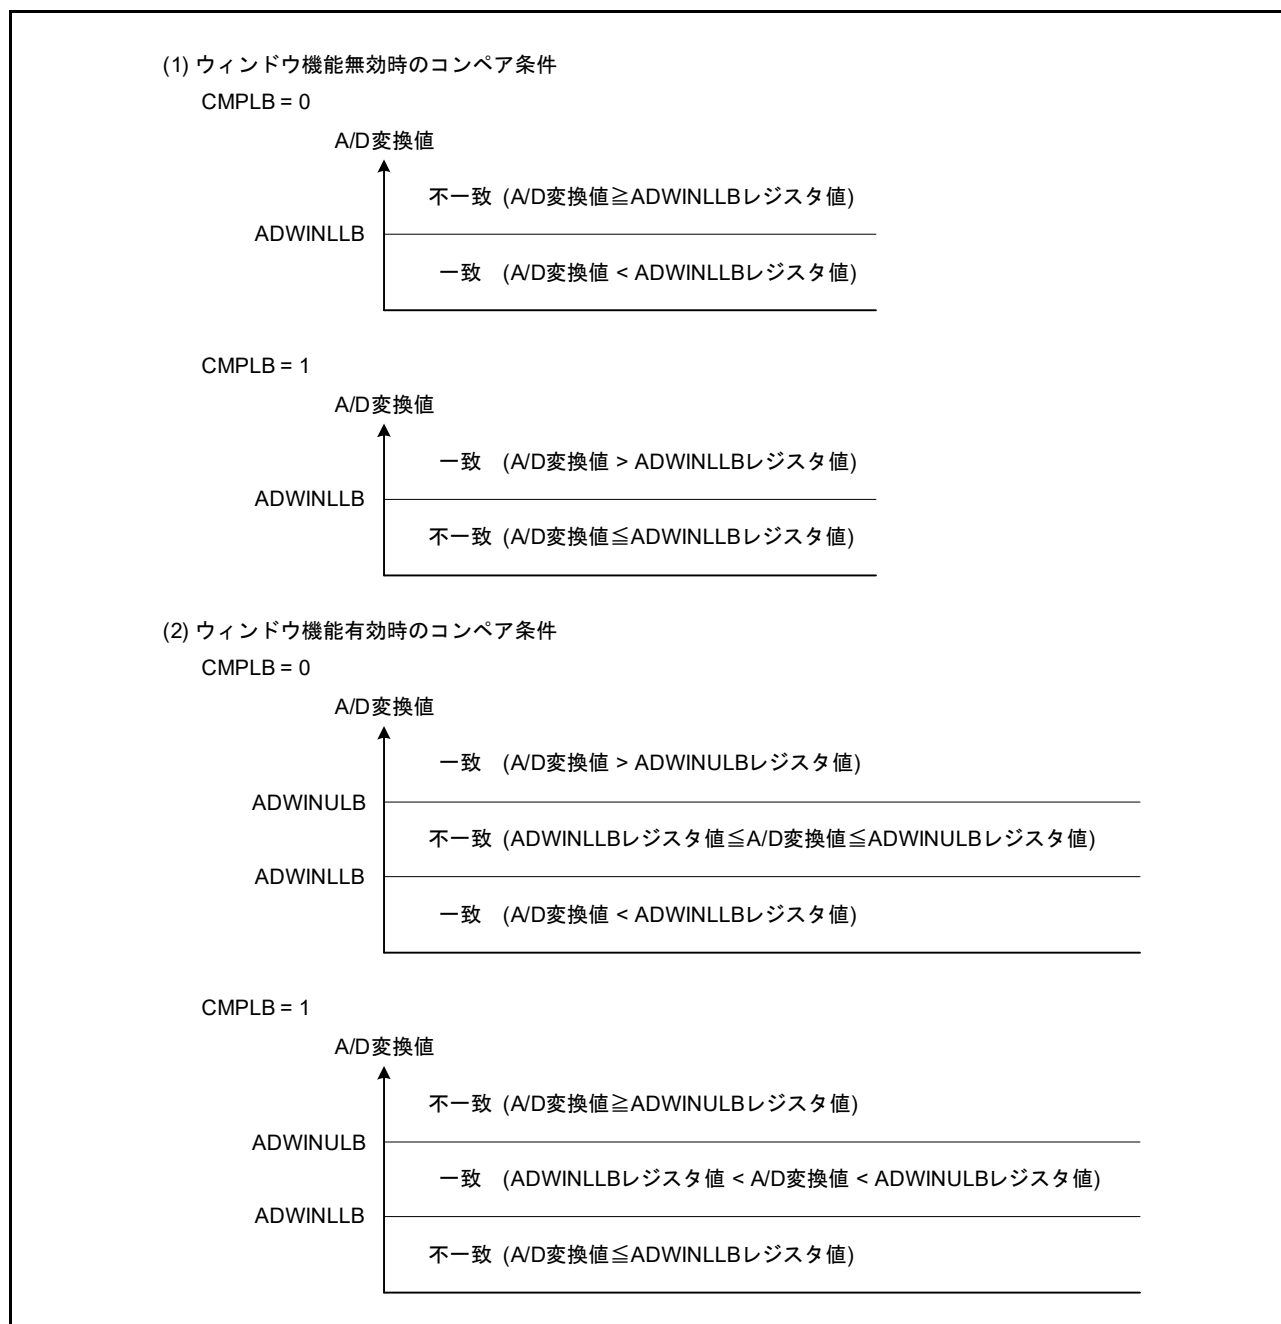 (1) ウィンドウ機能無効時のコンペア条件
CMPLB = 0
A/D変換値
不一致 (A/D変換値≧ADWINLLBレジスタ値)
ADWINLLB
一致 (A/D変換値 < ADWINLLBレジスタ値)
CMPLB = 1
A/D変換値
一致 (A/D変換値 > ADWINLLBレジスタ値)
ADWINLLB
不一致 (A/D変換値≦ADWINLLBレジスタ値)
(2) ウィンドウ機能有効時のコンペア条件
CMPLB = 0
A/D変換値
一致 (A/D変換値 > ADWINULBレジスタ値)
ADWINULB
不一致 (ADWINLLBレジスタ値≦A/D変換値≦ADWINULBレジスタ値)
ADWINLLB
一致 (A/D変換値 < ADWINLLBレジスタ値)
CMPLB = 1
A/D変換値
不一致 (A/D変換値≧ADWINULBレジスタ値)
ADWINULB
一致 (ADWINLLBレジスタ値 < A/D変換値 < ADWINULBレジスタ値)
ADWINLLB
不一致 (A/D変換値≦ADWINLLBレジスタ値)